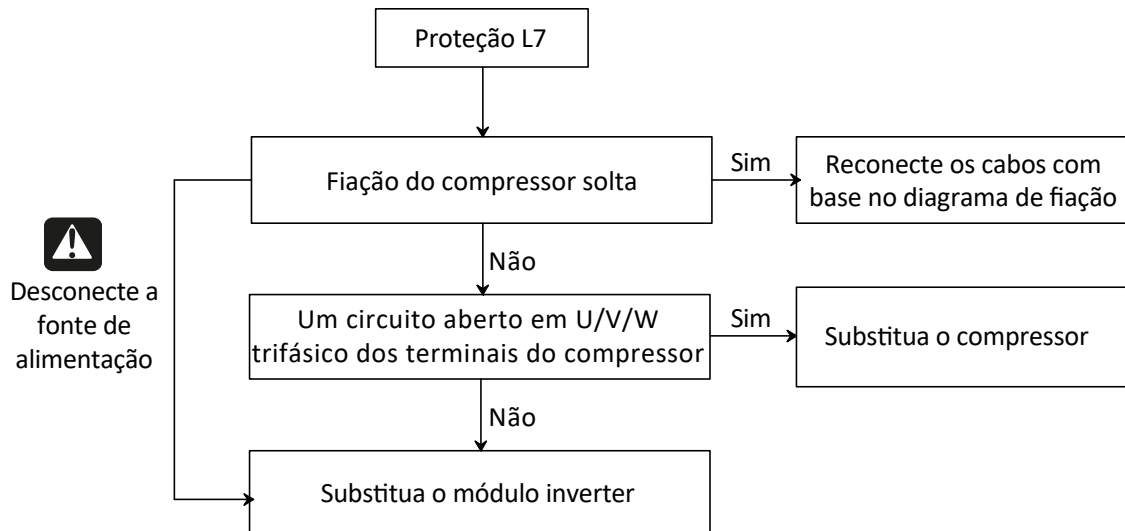 Proteção L7
Fiação do compressor solta
Sim
Reconecte os cabos com
base no diagrama de fiação
Não
Desconecte a
fonte de
alimentação
Um circuito aberto em U/V/W
trifásico dos terminais do compressor
Sim
Substitua o compressor
Não
Substitua o módulo inverter